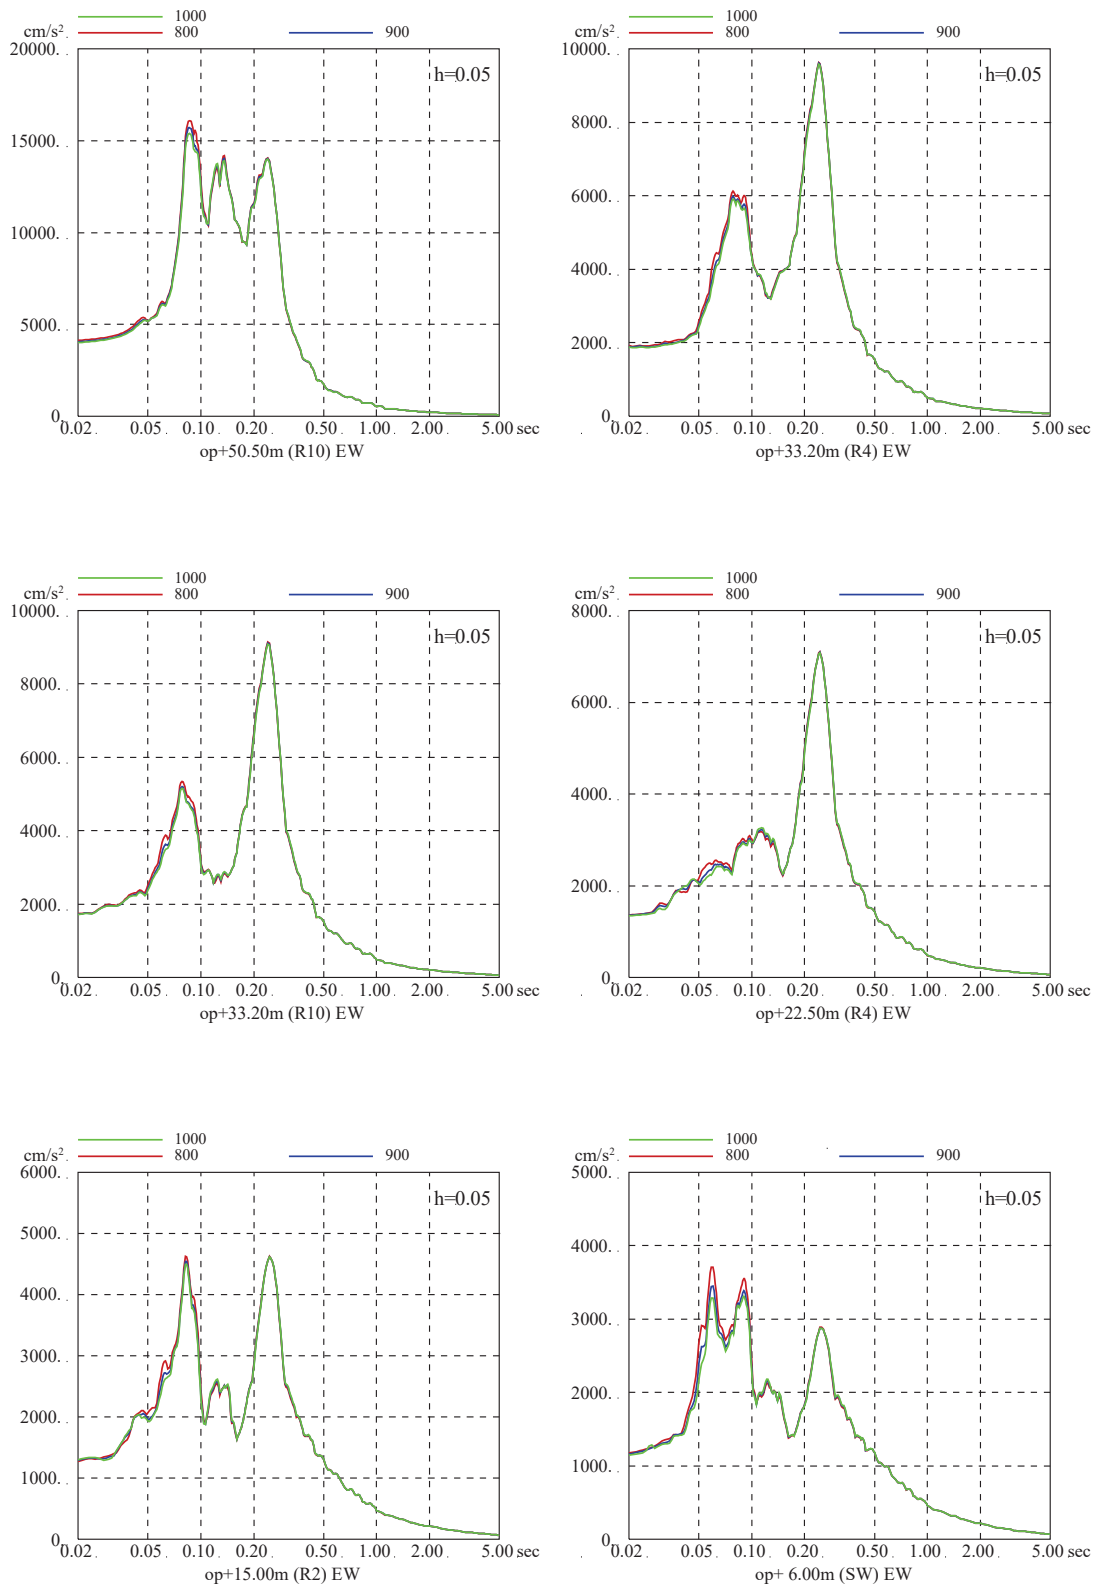 1000
cm/s² 800 900
20000.
h=0.05
15000.
10000.
5000.
0.
0.02 0.05 0.10 0.20 0.50 1.00 2.00 5.00 sec
op+50.50m (R10) EW
1000
cm/s² 800 900
10000.
h=0.05
8000.
6000.
4000.
2000.
0.
0.02 0.05 0.10 0.20 0.50 1.00 2.00 5.00 sec
op+33.20m (R4) EW
1000
cm/s² 800 900
10000.
h=0.05
8000.
6000.
4000.
2000.
0.
0.02 0.05 0.10 0.20 0.50 1.00 2.00 5.00 sec
op+33.20m (R10) EW
1000
cm/s² 800 900
8000.
h=0.05
6000.
4000.
2000.
0.
0.02 0.05 0.10 0.20 0.50 1.00 2.00 5.00 sec
op+22.50m (R4) EW
1000
cm/s² 800 900
6000.
h=0.05
5000.
4000.
3000.
2000.
1000.
0.
0.02 0.05 0.10 0.20 0.50 1.00 2.00 5.00 sec
op+15.00m (R2) EW
1000
cm/s² 800 900
5000.
h=0.05
4000.
3000.
2000.
1000.
0.
0.02 0.05 0.10 0.20 0.50 1.00 2.00 5.00 sec
op+ 6.00m (SW) EW